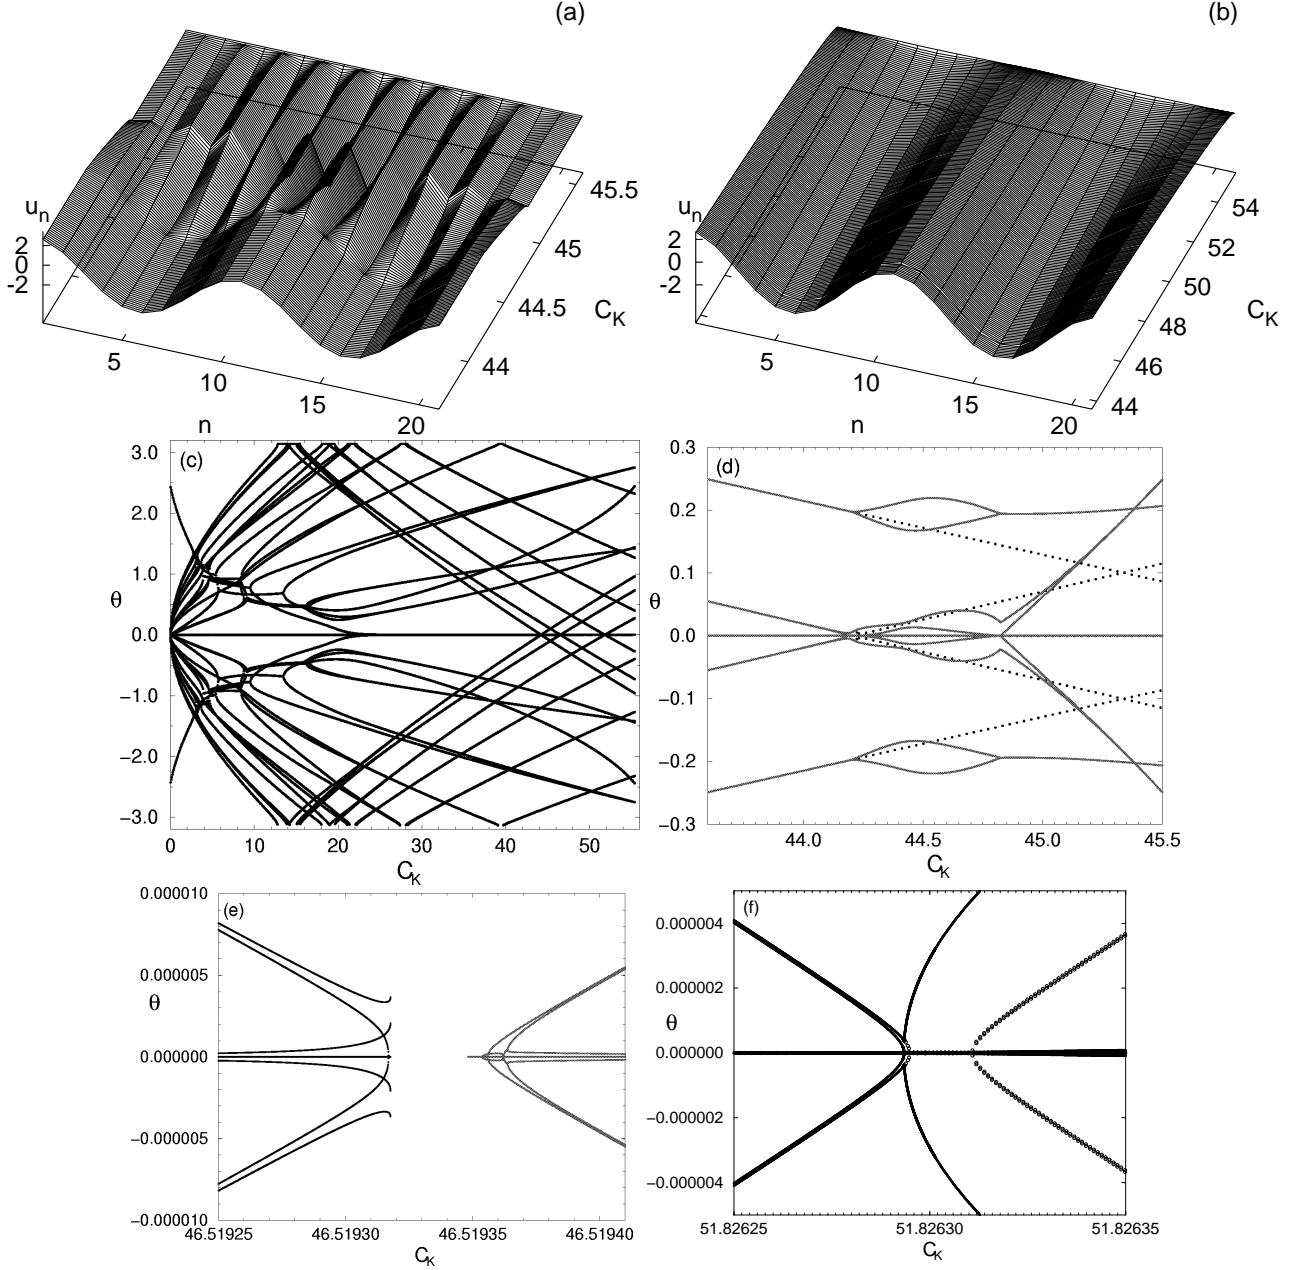 (a)
(b)
u_n
2
0
-2
5
10
15
20
n
44
44.5
45
45.5
C_K
u_n
2
0
-2
5
10
15
20
n
44
46
48
50
52
54
C_K
(c)
3.0
2.0
1.0
0.0
−1.0
−2.0
−3.0
θ
0 10 20 30 40 50
C_K
(d)
0.3
0.2
0.1
0.0
−0.1
−0.2
−0.3
θ
44.0 44.5 45.0 45.5
C_K
(e)
0.000010
0.000005
0.000000
−0.000005
−0.000010
θ
46.51925 46.51930 46.51935 46.51940
C_K
(f)
0.000004
0.000002
0.000000
−0.000002
−0.000004
θ
51.82625 51.82630 51.82635
C_K